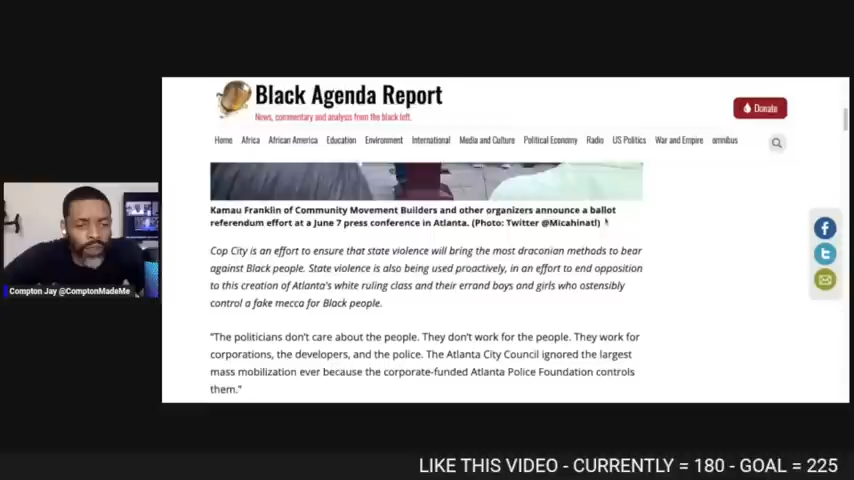 Black Agenda Report
News, commentary and analysis from the black left.
Donate
Home Africa African America Education Environment International Media and Culture Political Economy Radio US Politics War and Empire omnibus
Kamau Franklin of Community Movement Builders and other organizers announce a ballot
referendum effort at a June 7 press conference in Atlanta. (Photo: Twitter @Micahinatl)
Cop City is an effort to ensure that state violence will bring the most draconian methods to bear
against Black people. State violence is also being used proactively, in an effort to end opposition
to this creation of Atlanta's white ruling class and their errand boys and girls who ostensibly
control a fake mecca for Black people.
"The politicians don't care about the people. They don't work for the people. They work for
corporations, the developers, and the police. The Atlanta City Council ignored the largest
mass mobilization ever because the corporate-funded Atlanta Police Foundation controls
them."
Compton Jay @ComptonMadeMe
LIKE THIS VIDEO - CURRENTLY = 180 - GOAL = 225